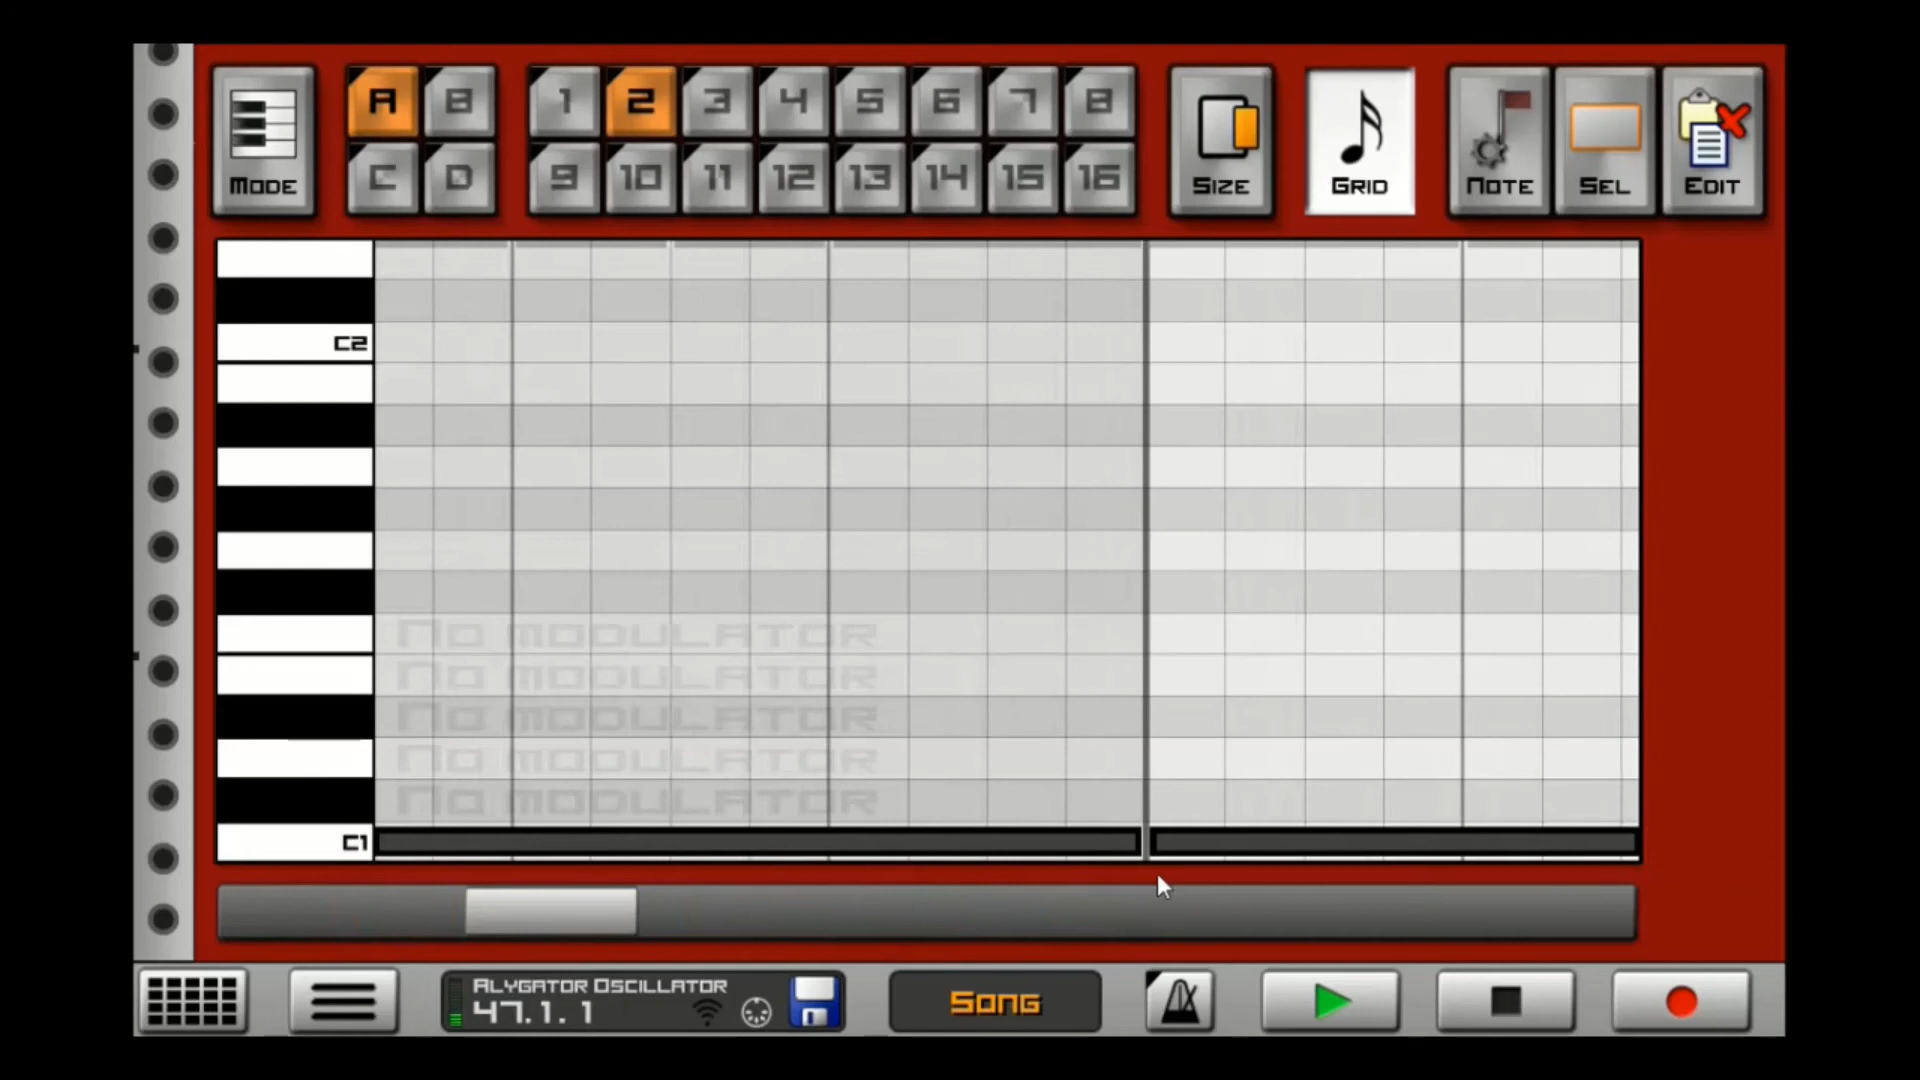 MODE
A B 1 2 3 4 5 6 7 8
C D 9 10 11 12 13 14 15 16
SIZE GRID NOTE SEL EDIT
C2
No modulator
No modulator
No modulator
No modulator
No modulator
C1
Alygator Oscillator
47.1.1
Song